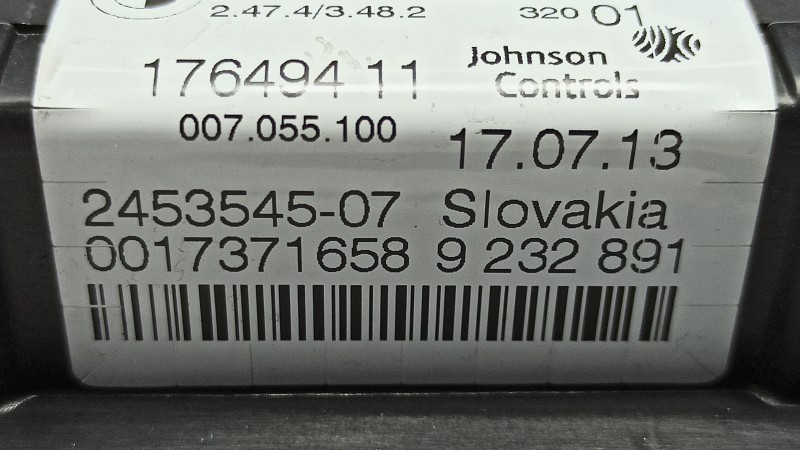 2.47.4/3.48.2 320 01
Johnson
Controls
176494 11
007.055.100 17.07.13
2453545-07 Slovakia
0017371658 9 232 891